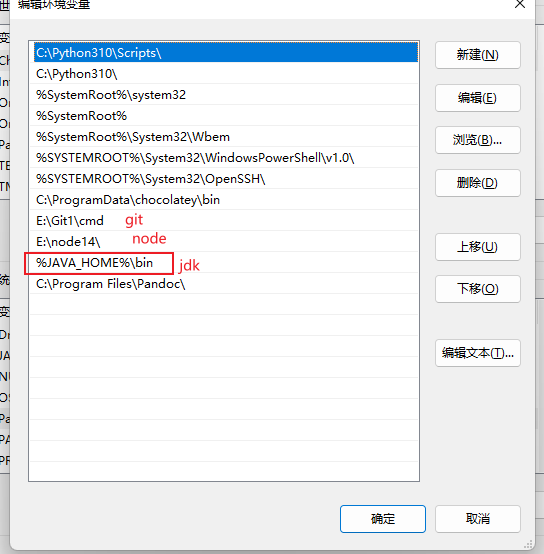 编辑环境变量
C:\Python310\Scripts\
C:\Python310\
%SystemRoot%\system32
%SystemRoot%
%SystemRoot%\System32\Wbem
%SYSTEMROOT%\System32\WindowsPowerShell\v1.0\
%SYSTEMROOT%\System32\OpenSSH\
C:\ProgramData\chocolatey\bin
E:\Git1\cmd git
E:\node14\ node
%JAVA_HOME%\bin jdk
C:\Program Files\Pandoc\
新建(N)
编辑(E)
浏览(B)...
删除(D)
上移(U)
下移(O)
编辑文本(T)...
确定
取消